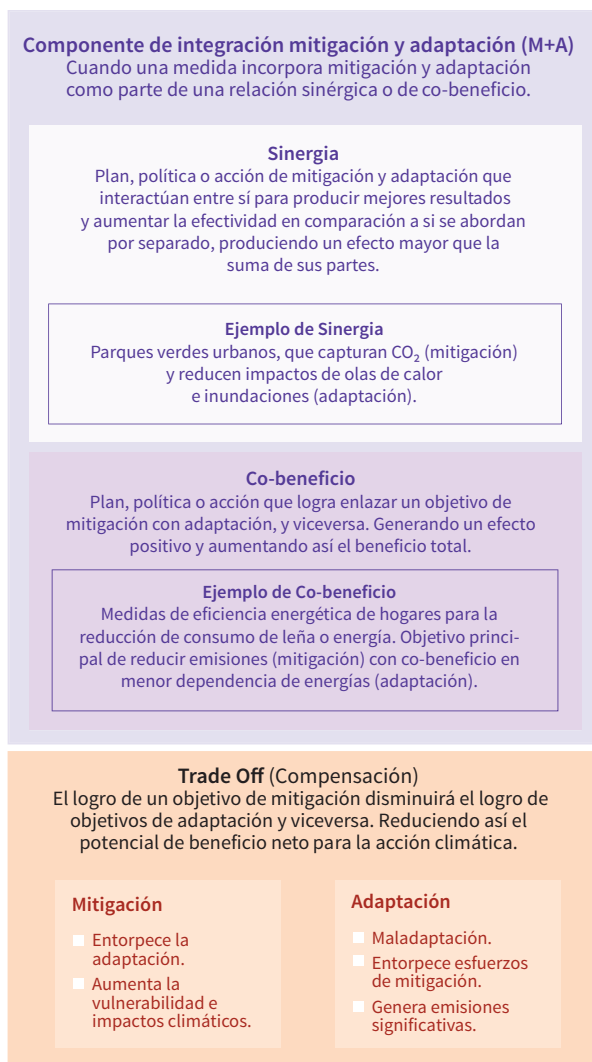 Componente de integración mitigación y adaptación (M+A)
Cuando una medida incorpora mitigación y adaptación
como parte de una relación sinérgica o de co-beneficio.
Sinergia
Plan, política o acción de mitigación y adaptación que
interactúan entre sí para producir mejores resultados
y aumentar la efectividad en comparación a si se abordan
por separado, produciendo un efecto mayor que la
suma de sus partes.
Ejemplo de Sinergia
Parques verdes urbanos, que capturan CO₂ (mitigación)
y reducen impactos de olas de calor
e inundaciones (adaptación).
Co-beneficio
Plan, política o acción que logra enlazar un objetivo de
mitigación con adaptación, y viceversa. Generando un efecto
positivo y aumentando así el beneficio total.
Ejemplo de Co-beneficio
Medidas de eficiencia energética de hogares para la
reducción de consumo de leña o energía. Objetivo princi-
pal de reducir emisiones (mitigación) con co-beneficio en
menor dependencia de energías (adaptación).
Trade Off (Compensación)
El logro de un objetivo de mitigación disminuirá el logro de
objetivos de adaptación y viceversa. Reduciendo así el
potencial de beneficio neto para la acción climática.
Mitigación
Entorpece la
adaptación.
Aumenta la
vulnerabilidad e
impactos climáticos.
Adaptación
Maladaptación.
Entorpece esfuerzos
de mitigación.
Genera emisiones
significativas.